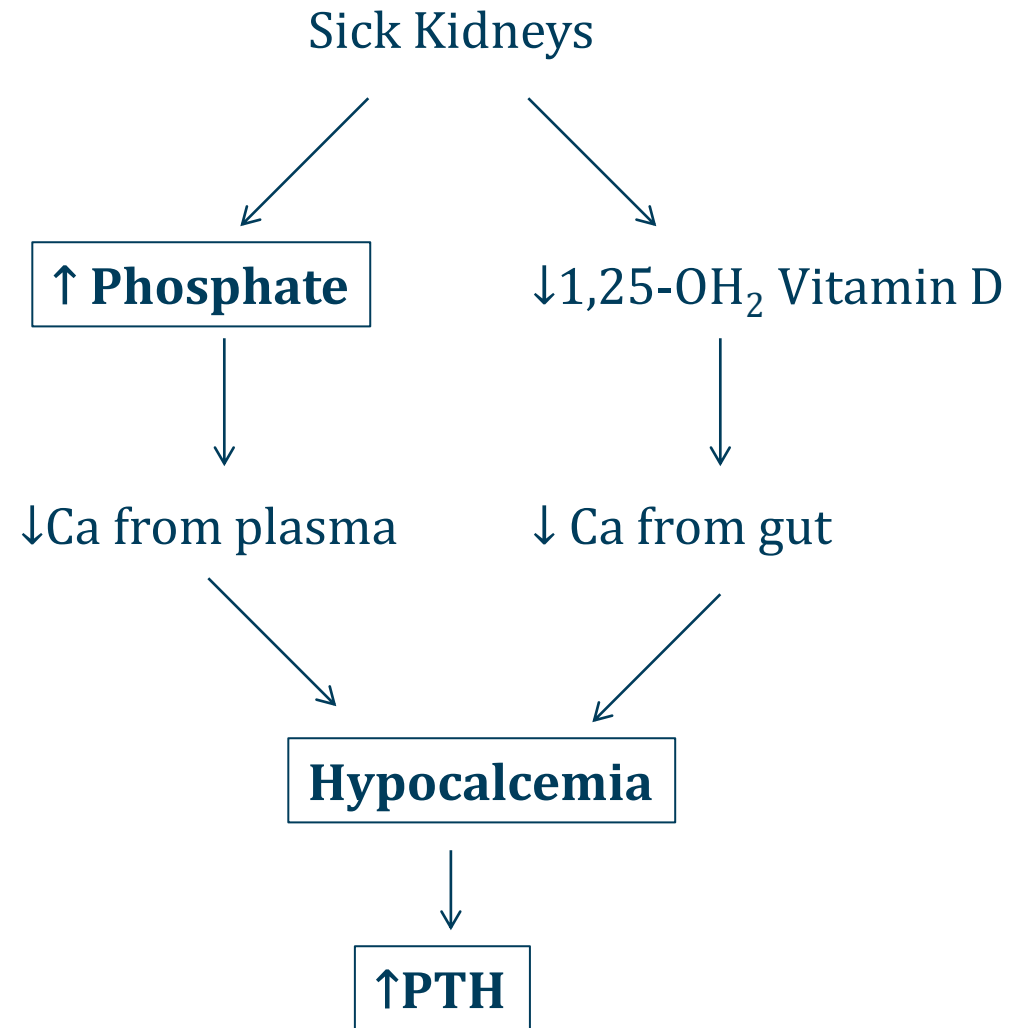 Sick Kidneys
↑ Phosphate
↓1,25-OH₂ Vitamin D
↓Ca from plasma
↓ Ca from gut
Hypocalcemia
↑PTH